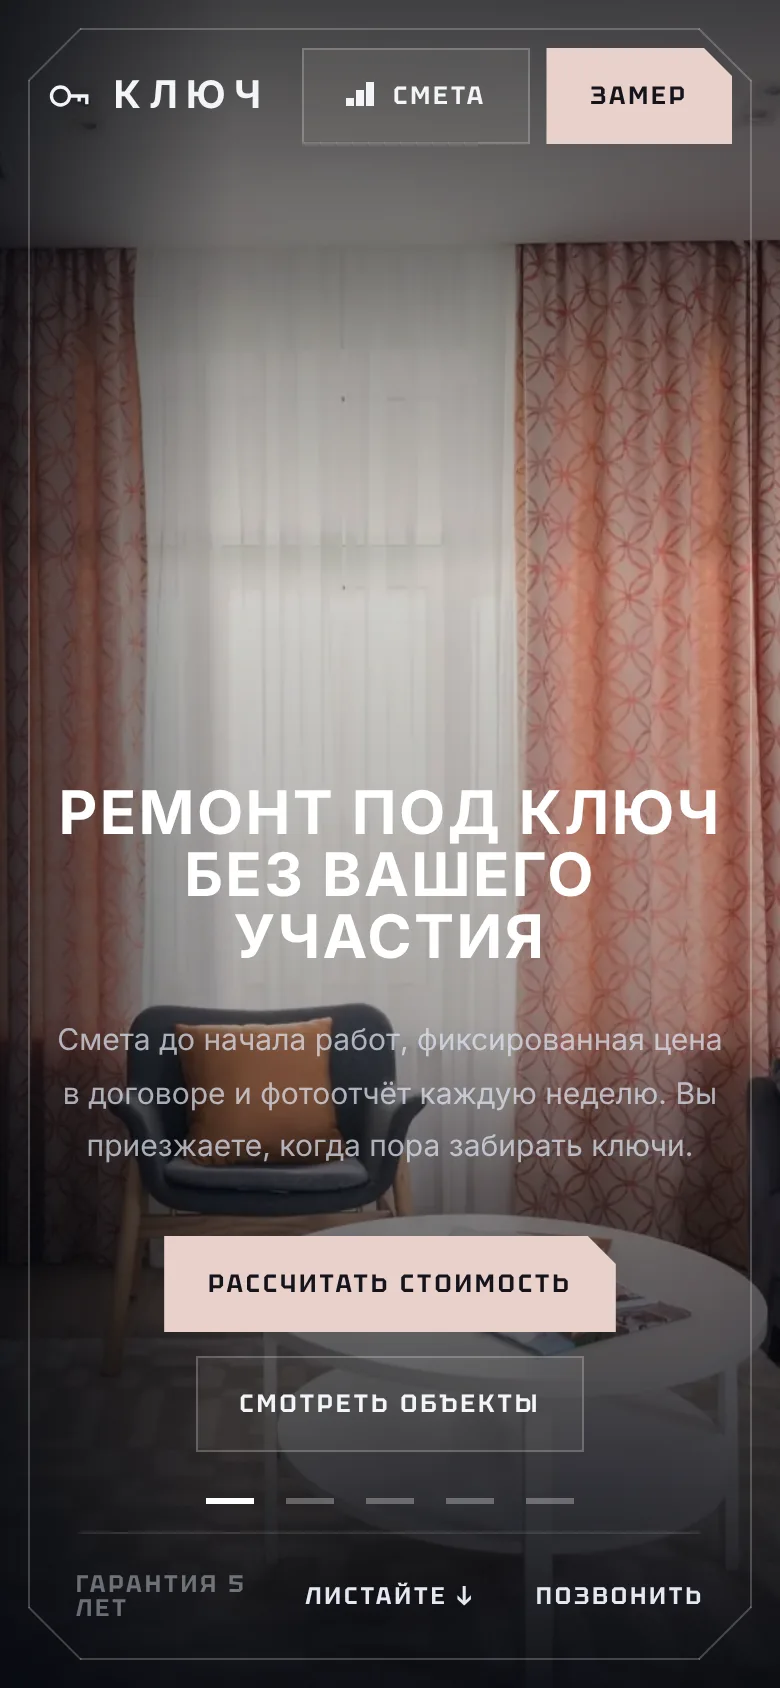 КЛЮЧ
СМЕТА
ЗАМЕР
РЕМОНТ ПОД КЛЮЧ
БЕЗ ВАШЕГО
УЧАСТИЯ
Смета до начала работ, фиксированная цена
в договоре и фотоотчёт каждую неделю. Вы
приезжаете, когда пора забирать ключи.
РАССЧИТАТЬ СТОИМОСТЬ
СМОТРЕТЬ ОБЪЕКТЫ
ГАРАНТИЯ 5
ЛЕТ
ЛИСТАЙТЕ ↓
ПОЗВОНИТЬ